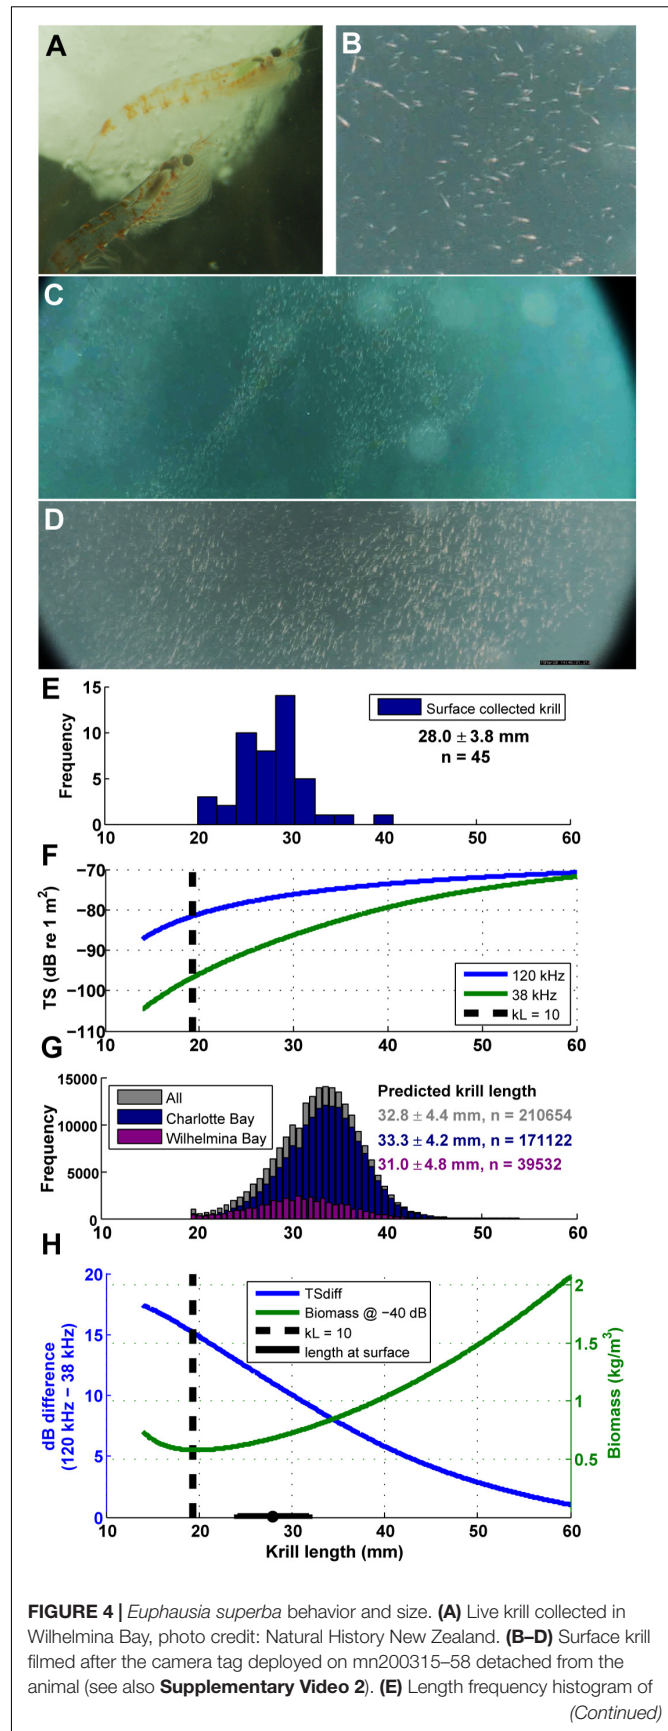 A
B
C
D
E
15
10
5
0
Frequency
Surface collected krill
28.0 ± 3.8 mm
n = 45
10 20 30 40 50 60
F
−70
−80
−90
−100
−110
TS (dB re 1 m²)
120 kHz
38 kHz
kL = 10
10 20 30 40 50 60
G
15000
10000
5000
0
Frequency
All
Charlotte Bay
Wilhelmina Bay
Predicted krill length
32.8 ± 4.4 mm, n = 210654
33.3 ± 4.2 mm, n = 171122
31.0 ± 4.8 mm, n = 39532
10 20 30 40 50 60
H
20
15
10
5
0
dB difference
(120 kHz − 38 kHz)
TSdiff
Biomass @ −40 dB
kL = 10
length at surface
2
1.5
1
0.5
Biomass (kg/m³)
10 20 30 40 50 60
Krill length (mm)
FIGURE 4 | Euphausia superba behavior and size. (A) Live krill collected in
Wilhelmina Bay, photo credit: Natural History New Zealand. (B–D) Surface krill
filmed after the camera tag deployed on mn200315–58 detached from the
animal (see also Supplementary Video 2). (E) Length frequency histogram of
(Continued)